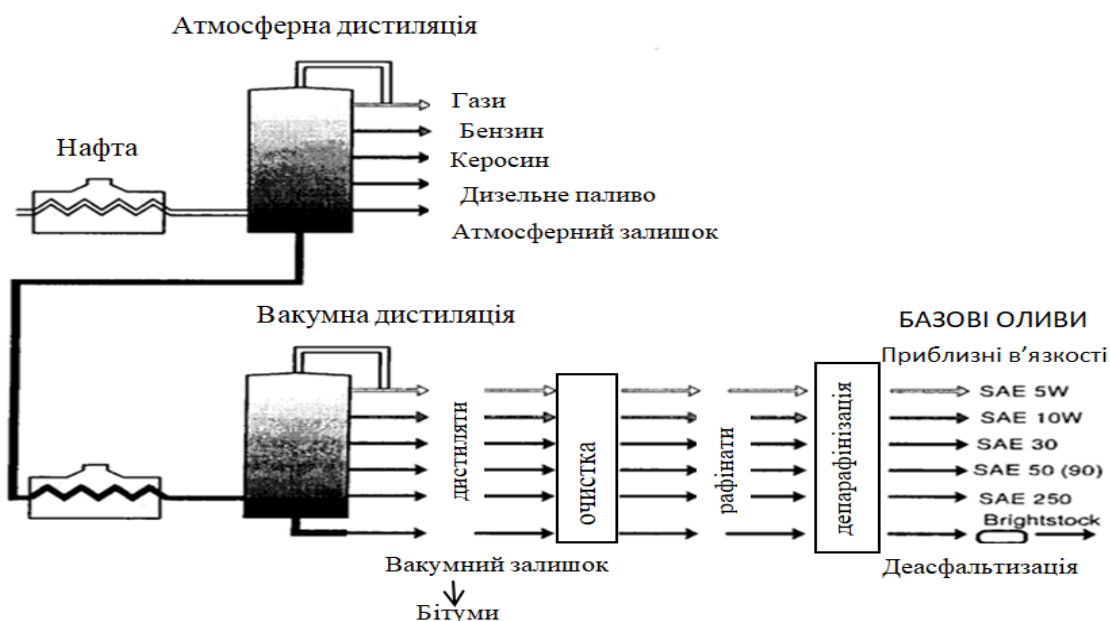 Атмосферна дистиляція
Гази
Бензин
Нафта
Керосин
Дизельне паливо
Атмосферний залишок
Вакумна дистиляція
БАЗОВІ ОЛИВИ
Приблизні в’язкості
дистиляти
очистка
рафінати
депарафінізація
SAE 5W
SAE 10W
SAE 30
SAE 50 (90)
SAE 250
Brightstock
Вакумний залишок
Деасфальтизація
Бітуми